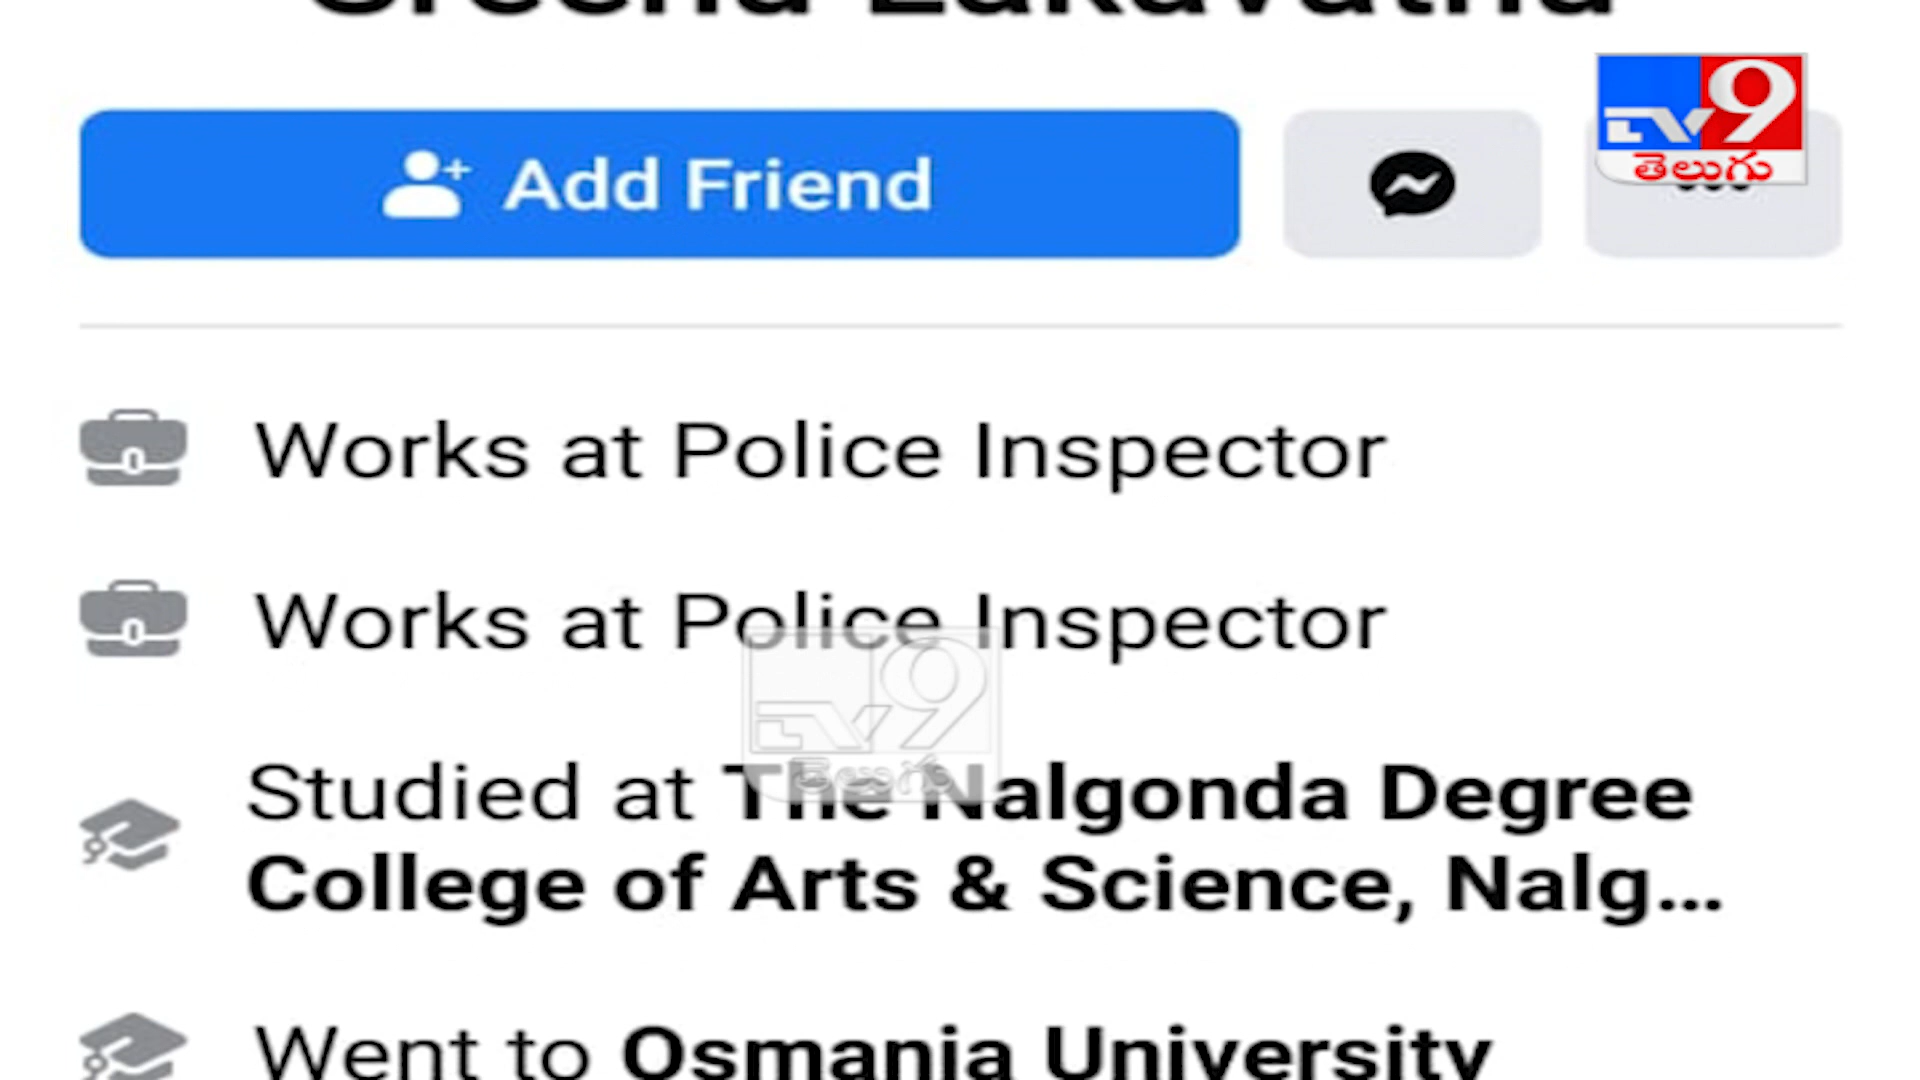 TV9
తెలుగు
Add Friend
Works at Police Inspector
Works at Police Inspector
TV9
తెలుగు
Studied at The Nalgonda Degree
College of Arts & Science, Nalg...
Went to Osmania University